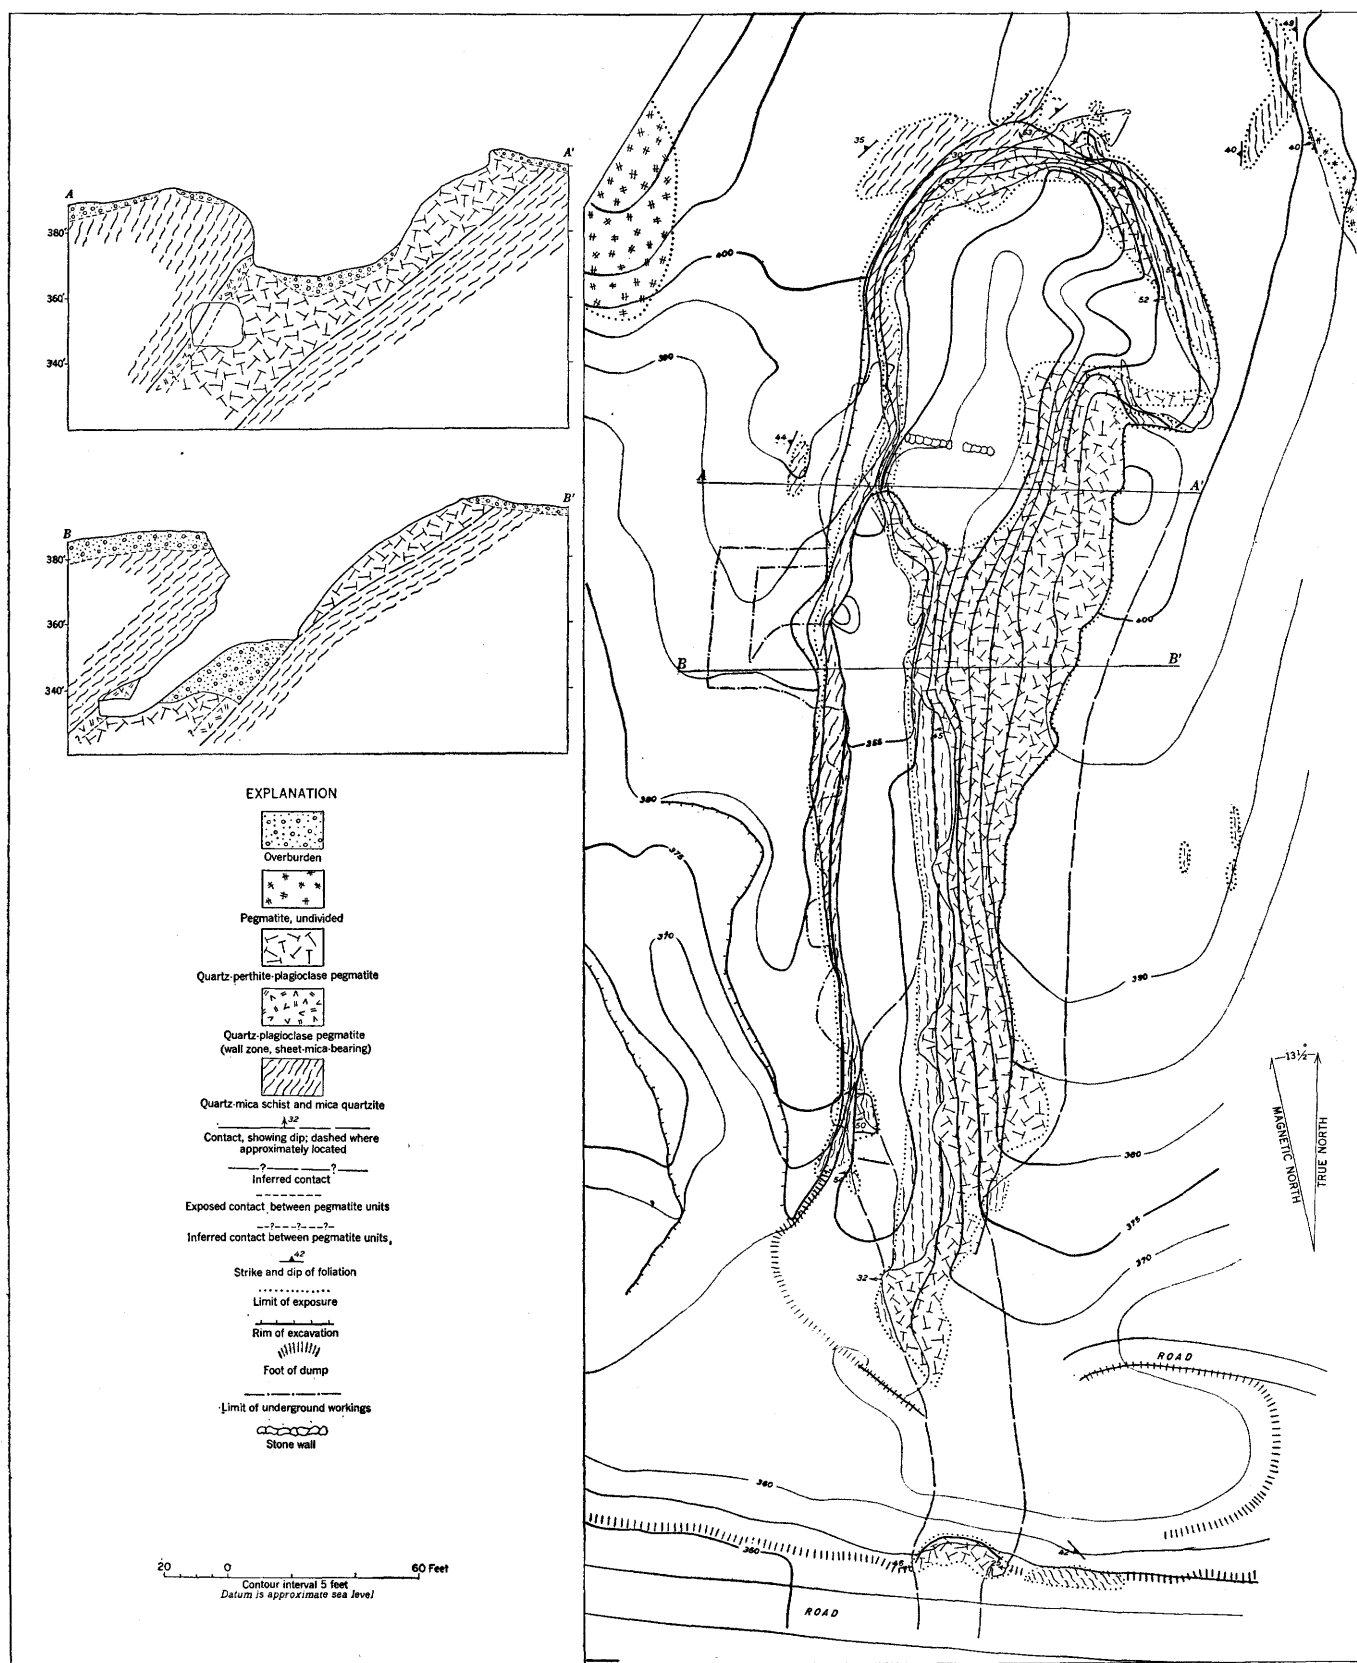 A
A'
380'
360'
340'
B
B'
380'
360'
340'
EXPLANATION
Overburden
Pegmatite, undivided
Quartz-perthite-plagioclase pegmatite
Quartz-plagioclase pegmatite
(wall zone, sheet-mica-bearing)
Quartz-mica schist and mica quartzite
32
Contact, showing dip; dashed where
approximately located
? ?
Inferred contact
Exposed contact between pegmatite units
--?---?---?-
Inferred contact between pegmatite units.
42
Strike and dip of foliation
Limit of exposure
Rim of excavation
Foot of dump
Limit of underground workings
Stone wall
20 0 60 Feet
Contour interval 5 feet
Datum is approximate sea level
49
35
40
40
400
52
390
44
A
A'
400
B
B'
355
45
380
375
370
390
50
380
32
375
370
13½°
MAGNETIC NORTH
TRUE NORTH
ROAD
360
360
42
ROAD